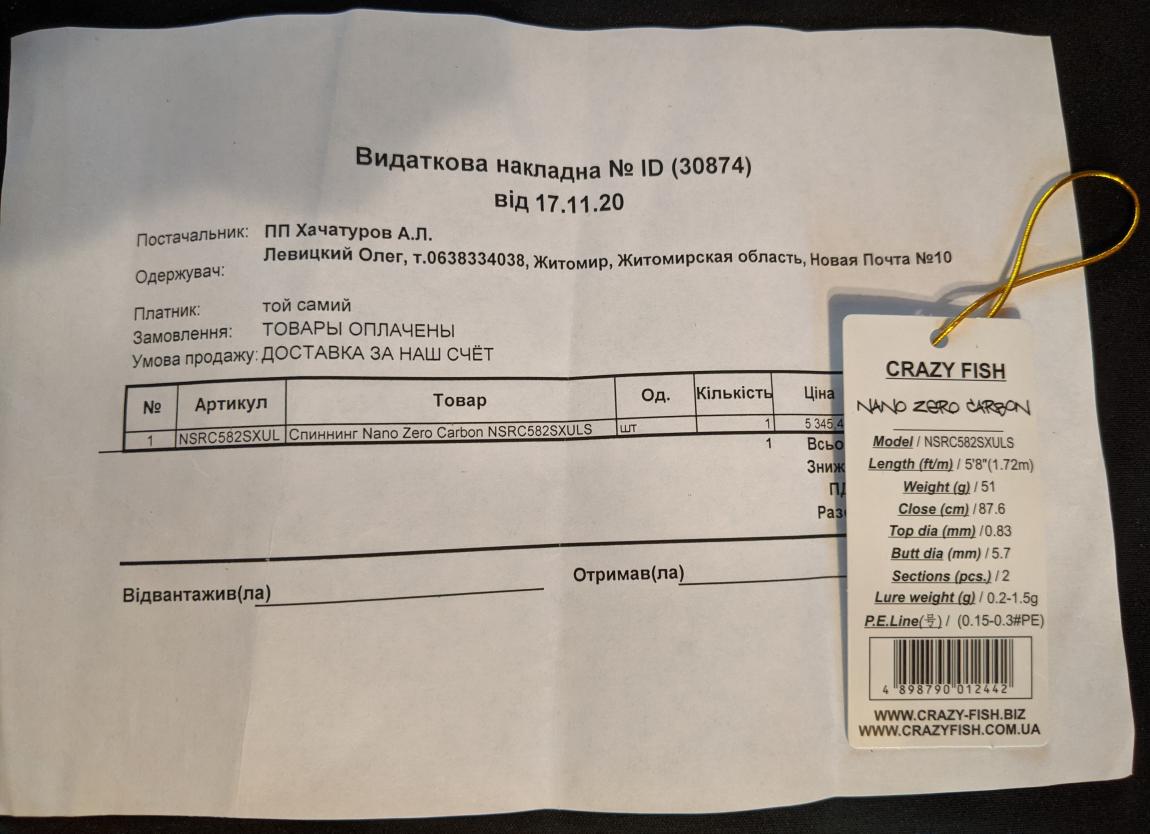 Видаткова накладна № ID (30874)
від 17.11.20
Постачальник: ПП Хачатуров А.Л.
Одержувач: Левицкий Олег, т.0638334038, Житомир, Житомирская область, Новая Почта №10
Платник: той самий
Замовлення: ТОВАРЫ ОПЛАЧЕНЫ
Умова продажу: ДОСТАВКА ЗА НАШ СЧЁТ
№ Артикул Товар Од. Кількість Ціна
1 NSRC582SXUL Спиннинг Nano Zero Carbon NSRC582SXULS шт 1 5 345,4
1
Відвантажив(ла)
Отримав(ла)
CRAZY FISH
NANO ZERO CARBON
Model / NSRC582SXULS
Length (ft/m) / 5'8"(1.72m)
Weight (g) / 51
Close (cm) / 87.6
Top dia (mm) / 0.83
Butt dia (mm) / 5.7
Sections (pcs.) / 2
Lure weight (g) / 0.2-1.5g
P.E.Line(号) / (0.15-0.3#PE)
4 898790 012442
WWW.CRAZY-FISH.BIZ
WWW.CRAZYFISH.COM.UA